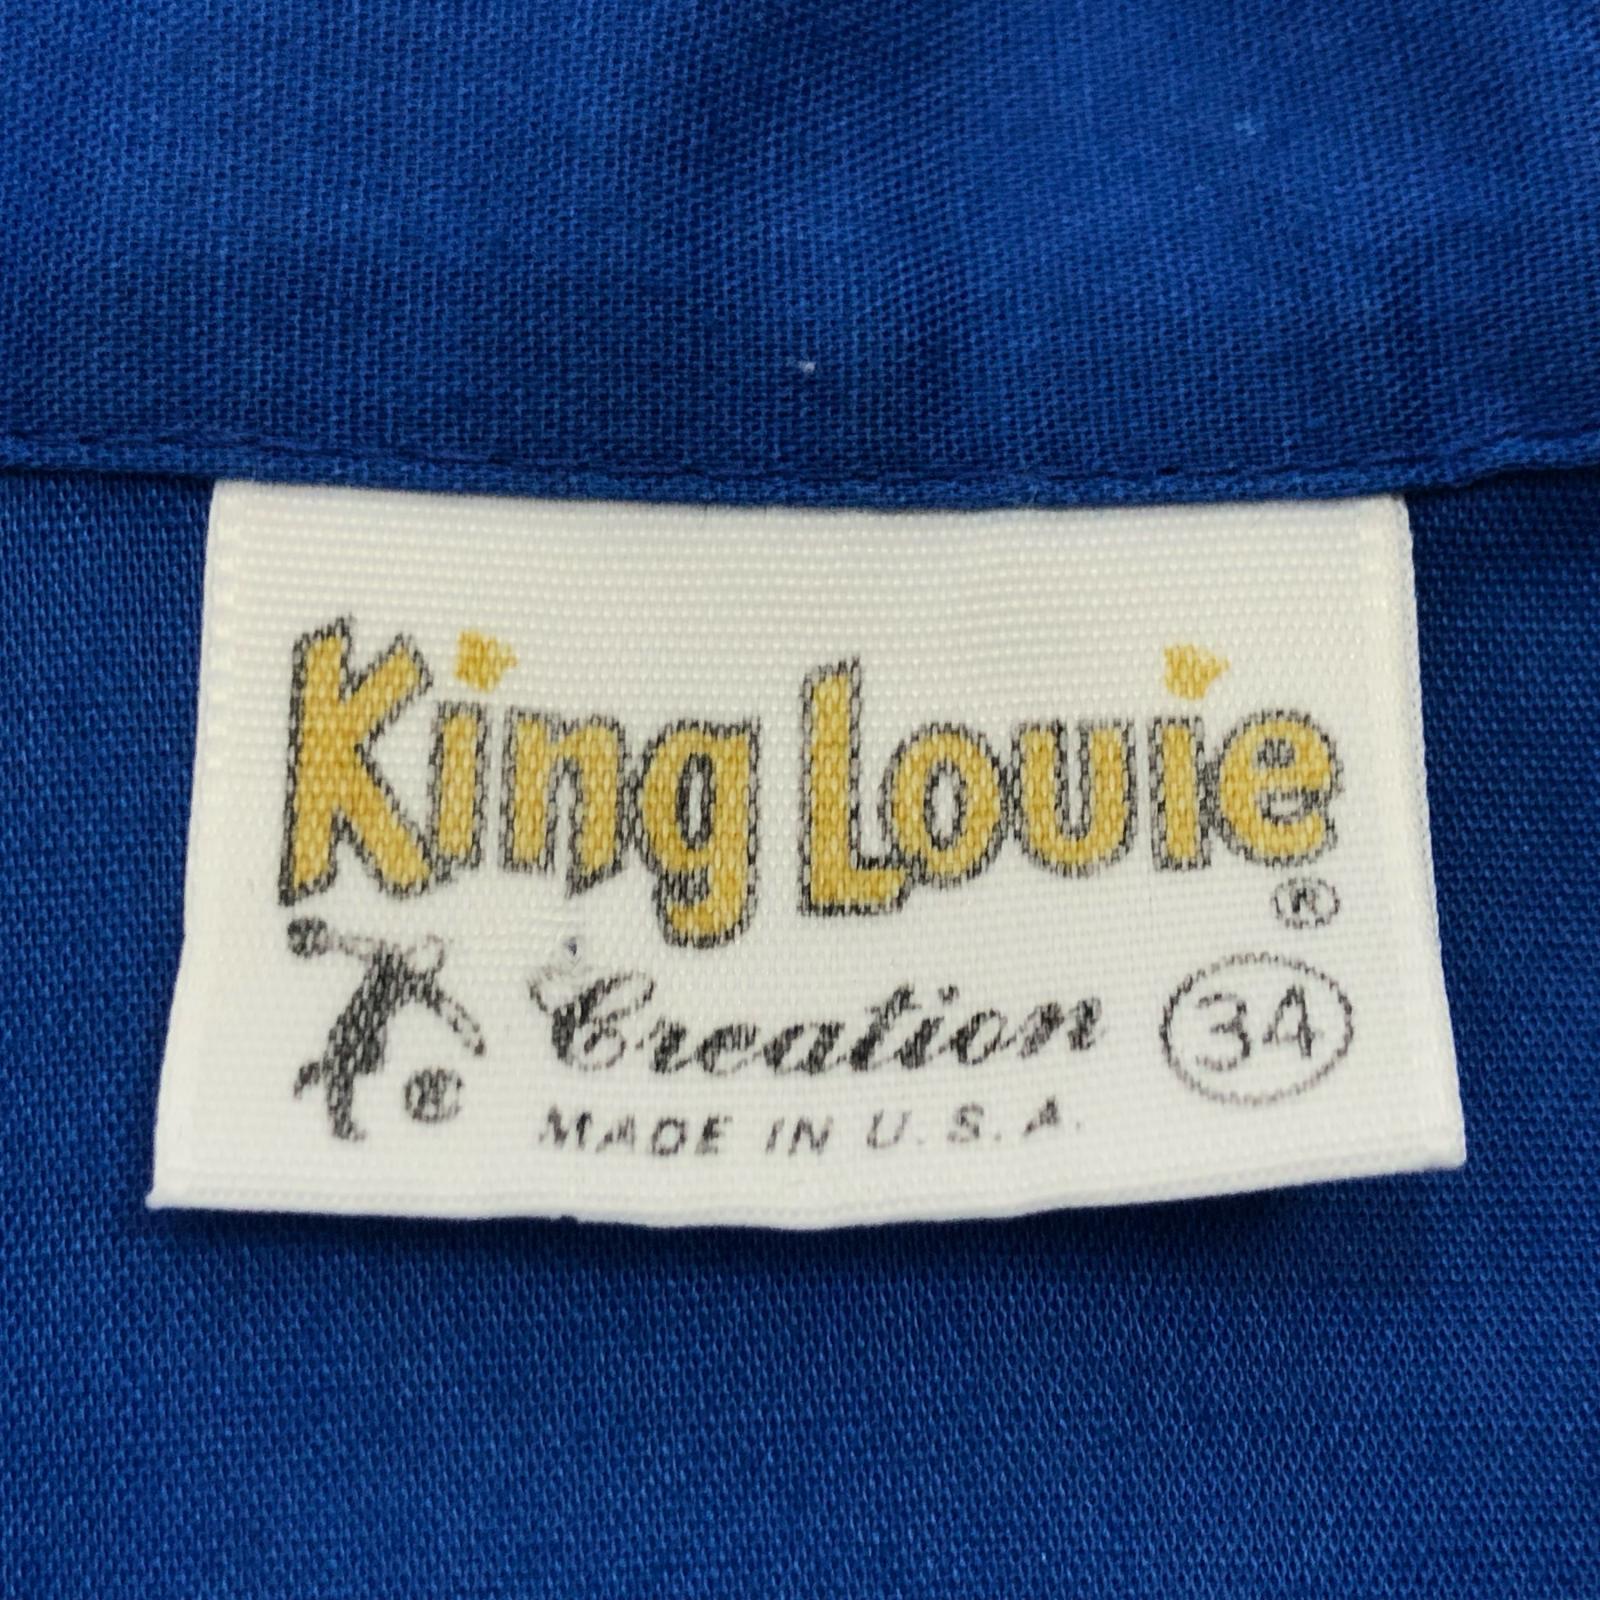 King Louie
®
® Creation 34
MADE IN U.S.A.